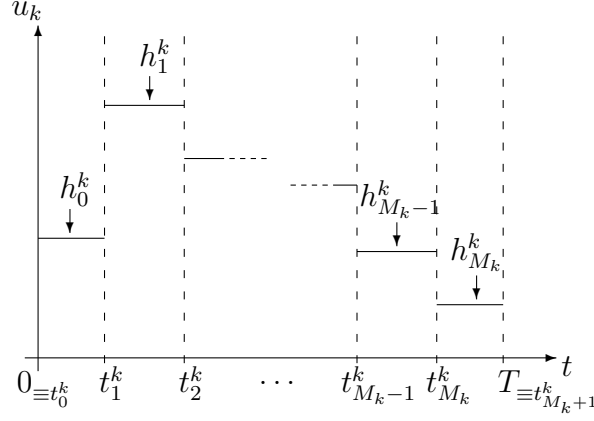 u_k
h_1^k
h_0^k
h_{M_k-1}^k
h_{M_k}^k
t
0_{≡t_0^k} t_1^k t_2^k ⋯ t_{M_k-1}^k t_{M_k}^k T_{≡t_{M_k+1}^k}